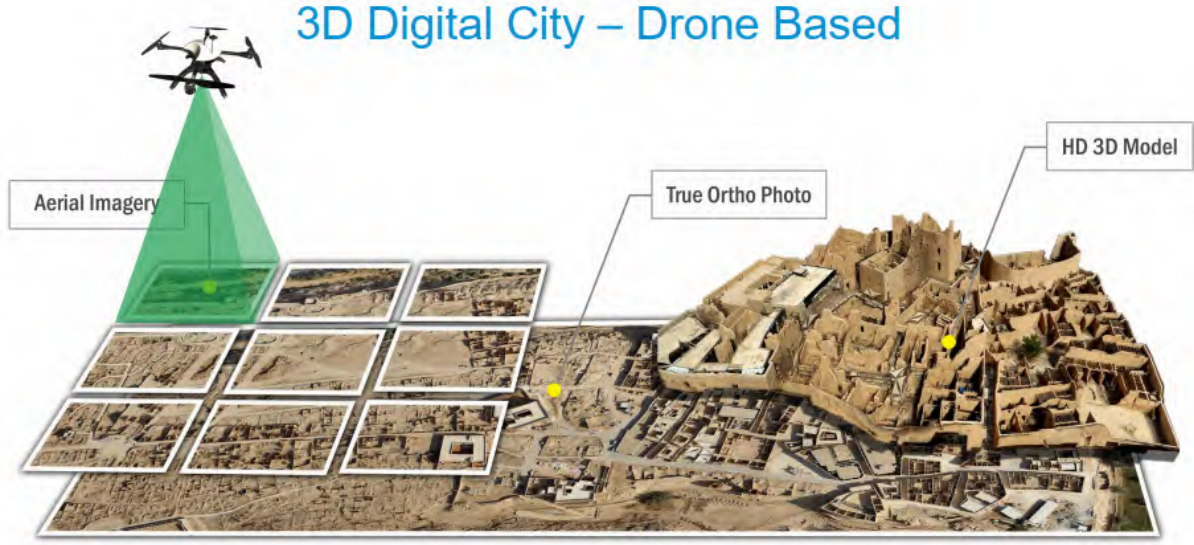 3D Digital City – Drone Based
HD 3D Model
Aerial Imagery
True Ortho Photo